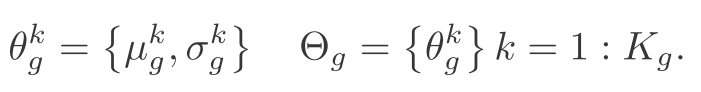 θ_g^k = {μ_g^k, σ_g^k}   Θ_g = {θ_g^k} k = 1 : K_g.